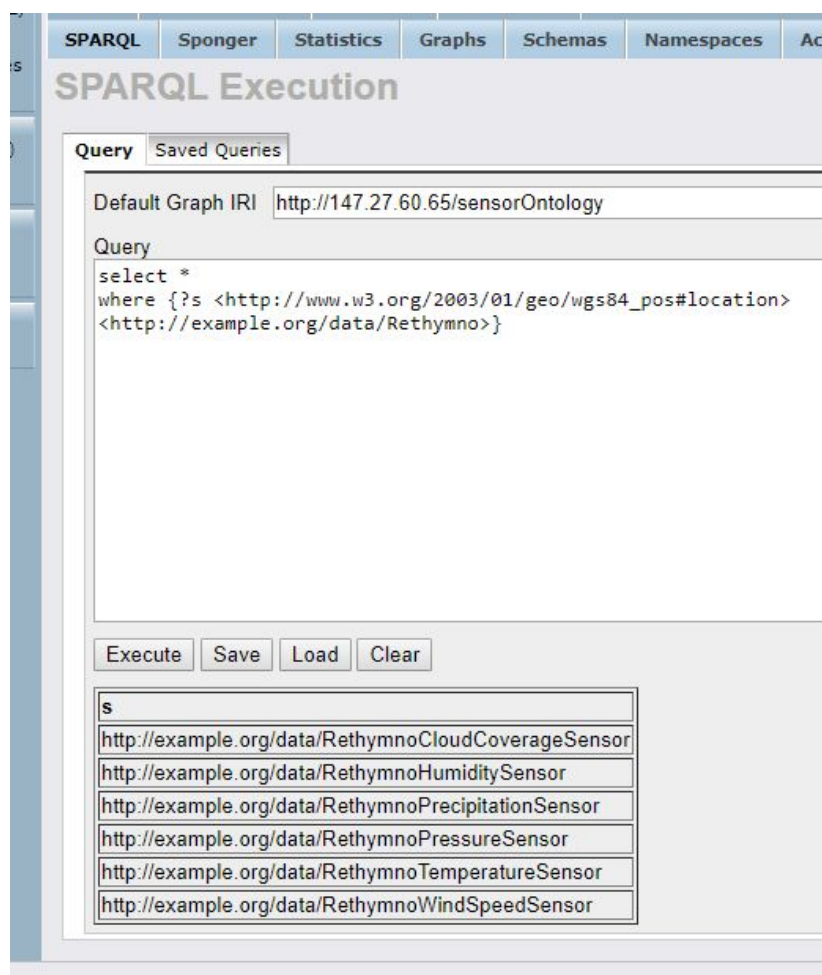 SPARQL Sponger Statistics Graphs Schemas Namespaces
SPARQL Execution
Query Saved Queries
Default Graph IRI http://147.27.60.65/sensorOntology
Query
select *
where {?s <http://www.w3.org/2003/01/geo/wgs84_pos#location>
<http://example.org/data/Rethymno>}
Execute Save Load Clear
s
http://example.org/data/RethymnoCloudCoverageSensor
http://example.org/data/RethymnoHumiditySensor
http://example.org/data/RethymnoPrecipitationSensor
http://example.org/data/RethymnoPressureSensor
http://example.org/data/RethymnoTemperatureSensor
http://example.org/data/RethymnoWindSpeedSensor